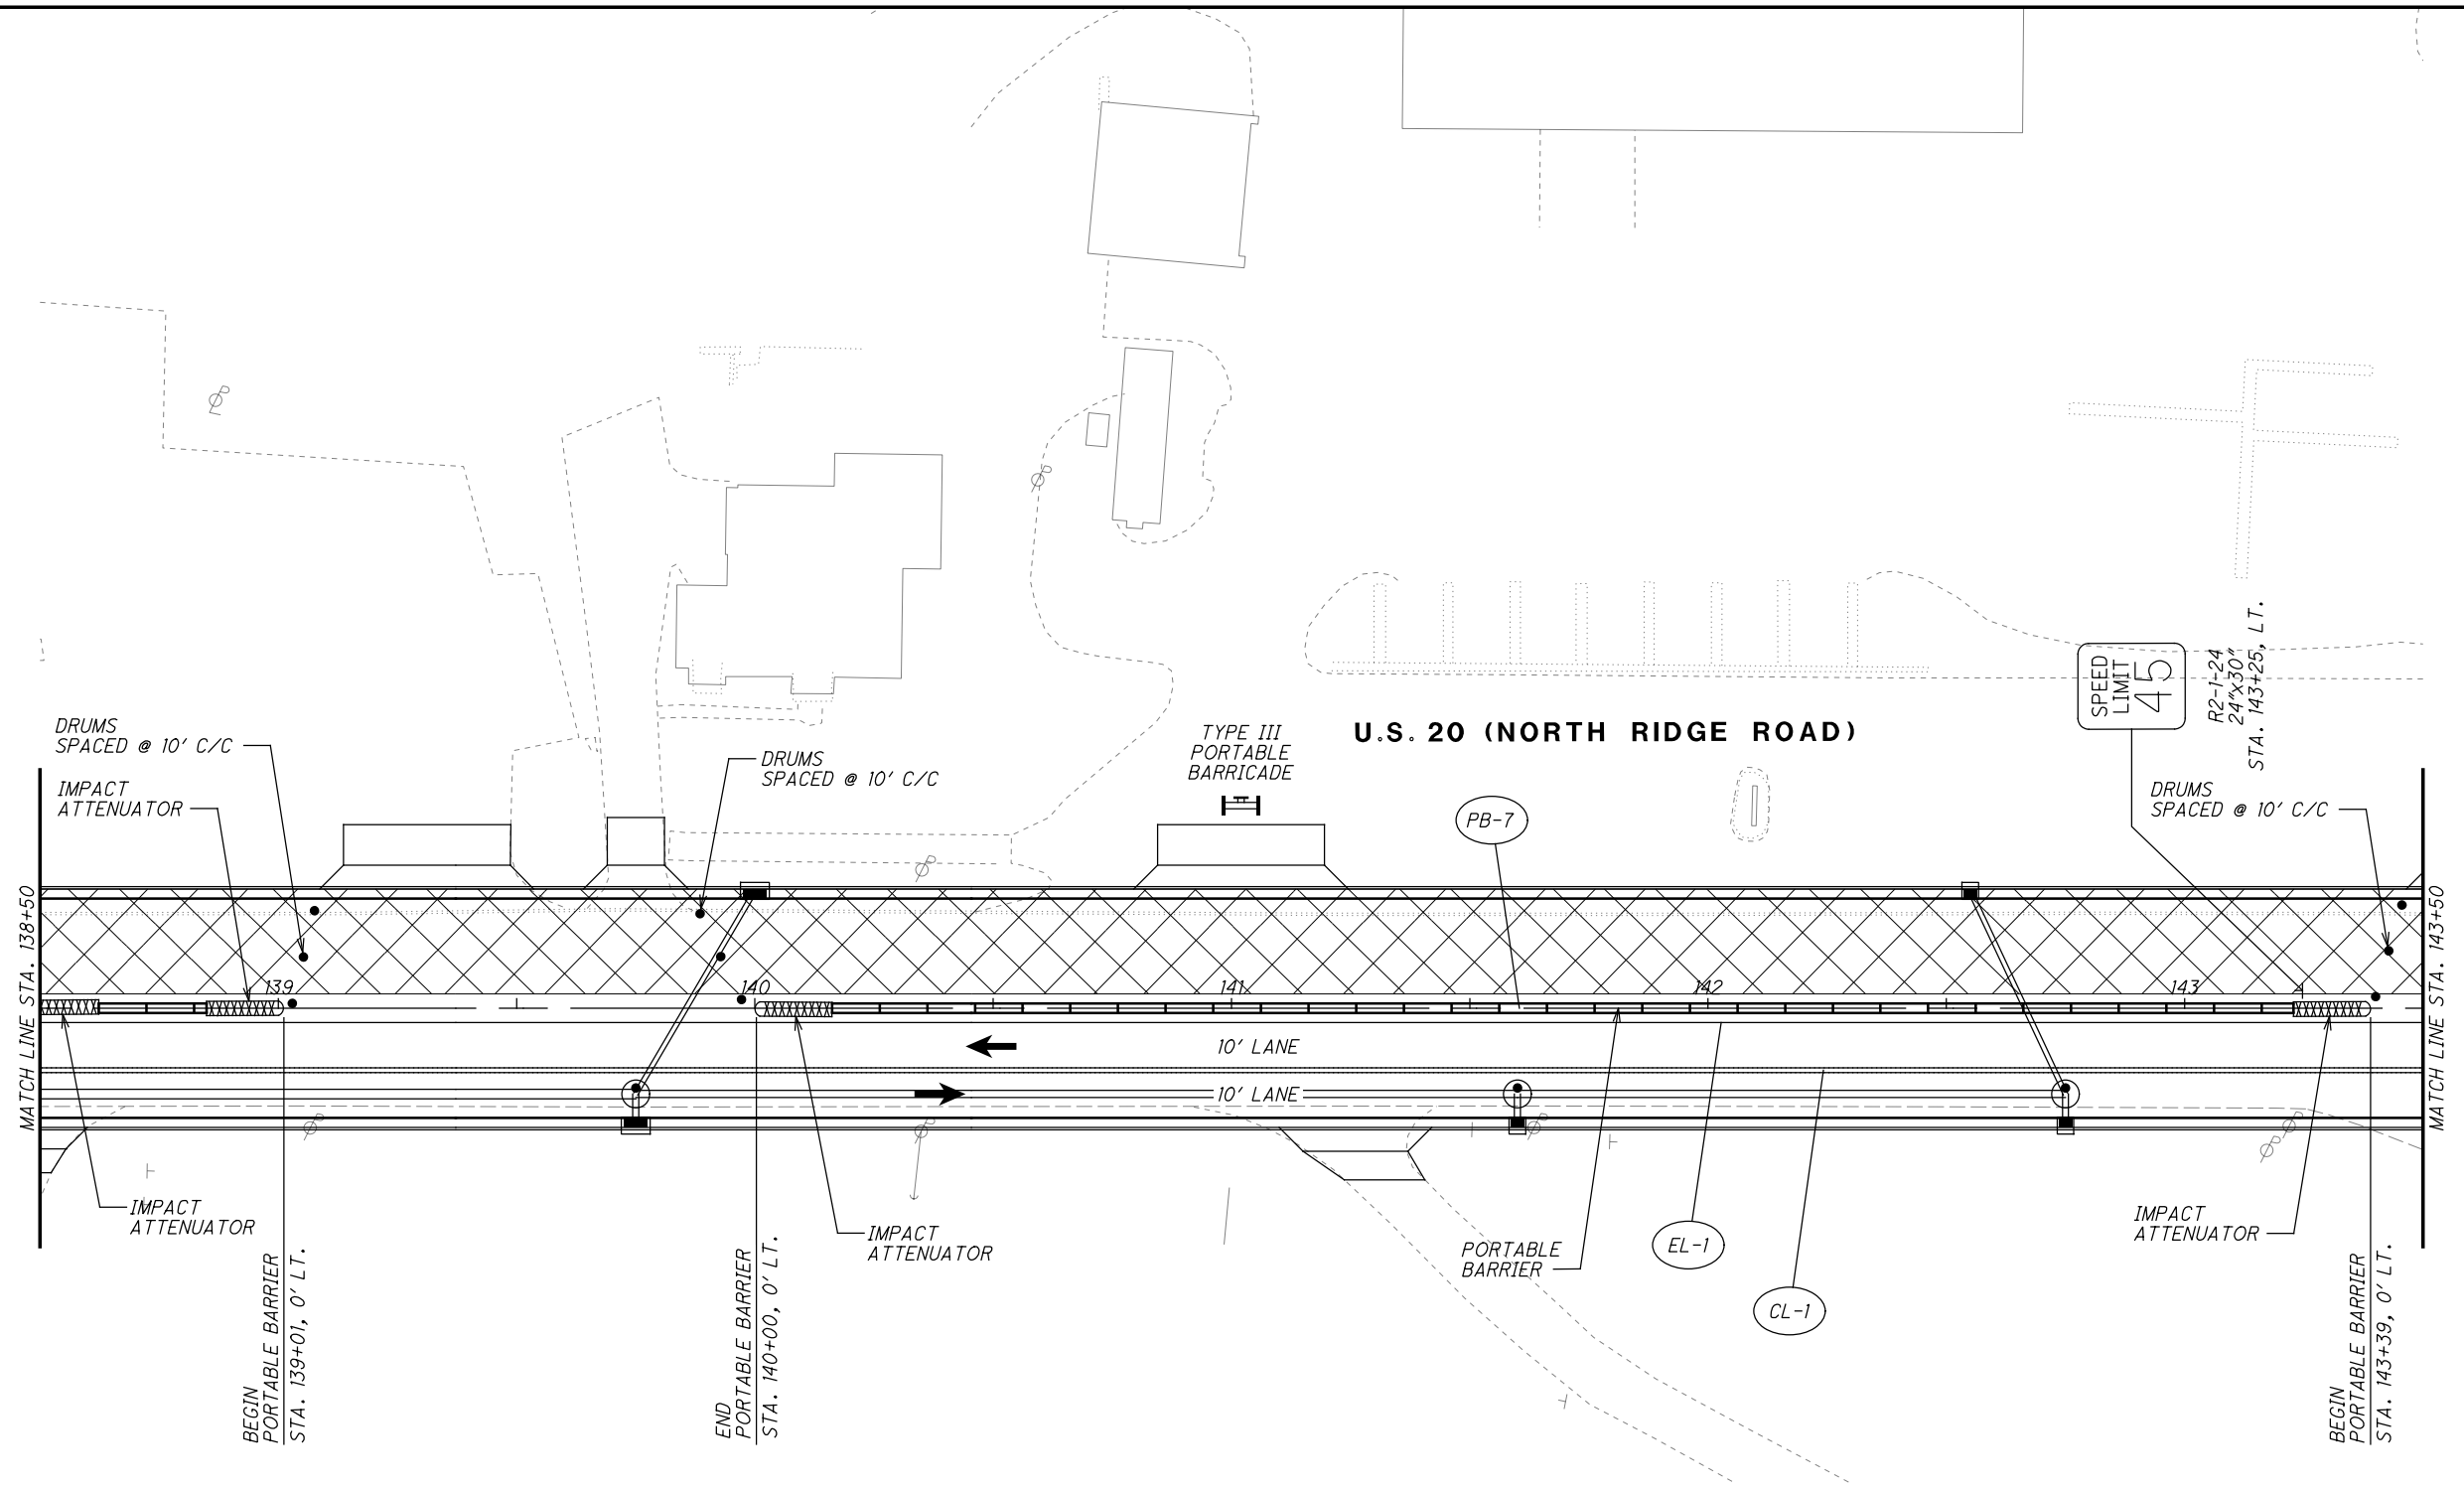 SPEED
LIMIT
45
R2-1-24
24"x30"
STA. 143+25, LT.
U.S. 20 (NORTH RIDGE ROAD)
TYPE III
PORTABLE
BARRICADE
DRUMS
SPACED @ 10' C/C
IMPACT
ATTENUATOR
DRUMS
SPACED @ 10' C/C
PB-7
DRUMS
SPACED @ 10' C/C
MATCH LINE STA. 138+50
MATCH LINE STA. 143+50
139
140
141
142
143
10' LANE
10' LANE
IMPACT
ATTENUATOR
IMPACT
ATTENUATOR
PORTABLE
BARRIER
EL-1
CL-1
IMPACT
ATTENUATOR
BEGIN
PORTABLE BARRIER
STA. 139+01, 0' LT.
END
PORTABLE BARRIER
STA. 140+00, 0' LT.
BEGIN
PORTABLE BARRIER
STA. 143+39, 0' LT.